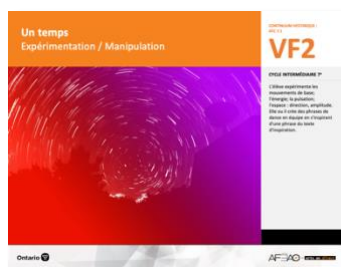 Un temps
Expérimentation / Manipulation
VF2
CYCLE INTERMÉDIAIRE 7e
L'élève expérimente les
mouvements de base;
l'énergie; la pulsation,
l'espace : direction, amplitude.
Elle ou il crée des phrases de
danse en équipe en s'inspirant
d'une phrase du texte
d'inspiration.
Ontario